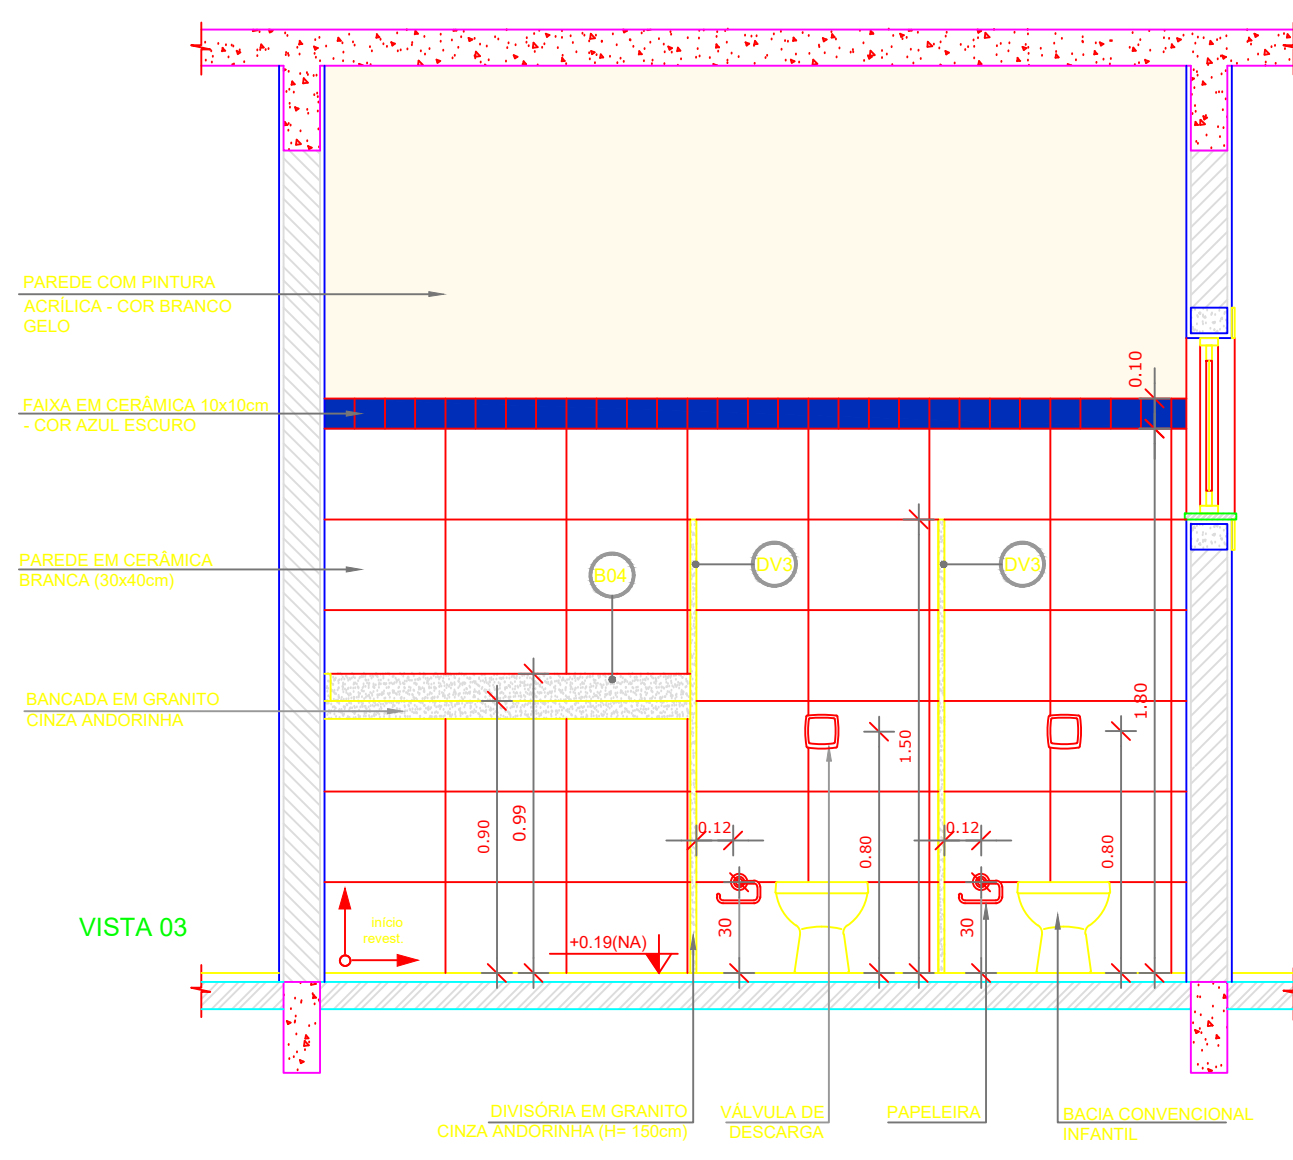 PAREDE COM PINTURA
ACRÍLICA - COR BRANCO
GELO
0.10
FAIXA EM CERÂMICA 10x10cm
- COR AZUL ESCURO
PAREDE EM CERÂMICA
BRANCA (30x40cm)
B04
DV3
DV3
BANCADA EM GRANITO
CINZA ANDORINHA
1.80
1.50
0.90
0.99
0.12
0.80
0.12
0.80
VISTA 03
início
revest.
+0.19(NA)
30
30
DIVISÓRIA EM GRANITO
CINZA ANDORINHA (H= 150cm)
VÁLVULA DE
DESCARGA
PAPELEIRA
BACIA CONVENCIONAL
INFANTIL